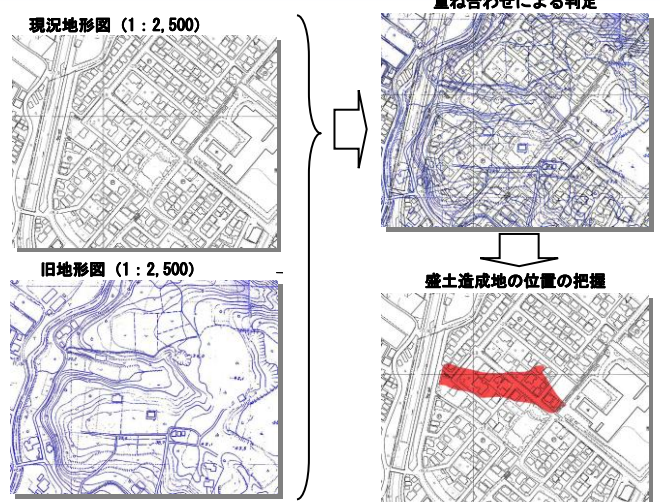 現況地形図（1：2,500）
重ね合わせによる判定
旧地形図（1：2,500）
盛土造成地の位置の把握